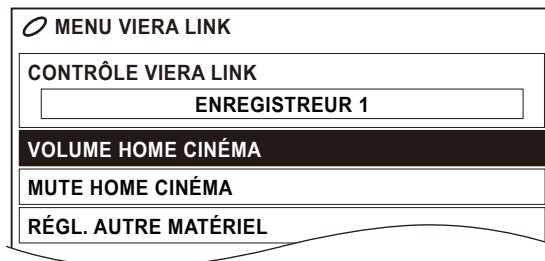 MENU VIERA LINK
CONTRÔLE VIERA LINK
ENREGISTREUR 1
VOLUME HOME CINÉMA
MUTE HOME CINÉMA
RÉGL. AUTRE MATÉRIEL